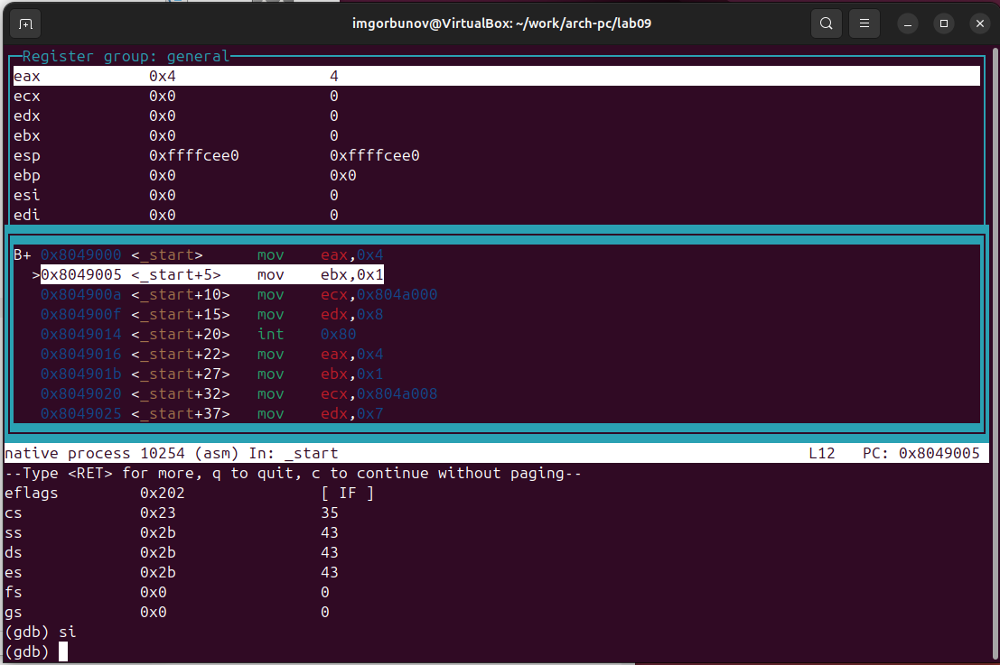 imgorbunov@VirtualBox: ~/work/arch-pc/lab09
Register group: general
eax 0x4 4
ecx 0x0 0
edx 0x0 0
ebx 0x0 0
esp 0xffffcee0 0xffffcee0
ebp 0x0 0x0
esi 0x0 0
edi 0x0 0
B+ 0x8049000 <_start> mov eax,0x4
>0x8049005 <_start+5> mov ebx,0x1
0x804900a <_start+10> mov ecx,0x804a000
0x804900f <_start+15> mov edx,0x8
0x8049014 <_start+20> int 0x80
0x8049016 <_start+22> mov eax,0x4
0x804901b <_start+27> mov ebx,0x1
0x8049020 <_start+32> mov ecx,0x804a008
0x8049025 <_start+37> mov edx,0x7
native process 10254 (asm) In: _start L12 PC: 0x8049005
--Type <RET> for more, q to quit, c to continue without paging--
eflags 0x202 [ IF ]
cs 0x23 35
ss 0x2b 43
ds 0x2b 43
es 0x2b 43
fs 0x0 0
gs 0x0 0
(gdb) si
(gdb)